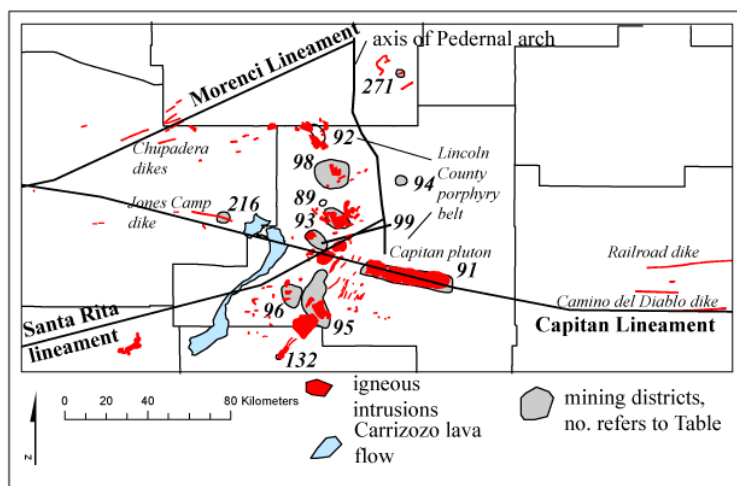 axis of Pedernal arch
Morenci Lineament
271
92
Chupadera
dikes
Lincoln
County
porphyry
belt
98
94
Jones Camp
dike
216
89
93
99
Capitan pluton
91
Railroad dike
Camino del Diablo dike
Capitan Lineament
Santa Rita
lineament
96
95
132
0 20 40 80 Kilometers
igneous
intrusions
Carrizozo lava
flow
mining districts,
no. refers to Table
z